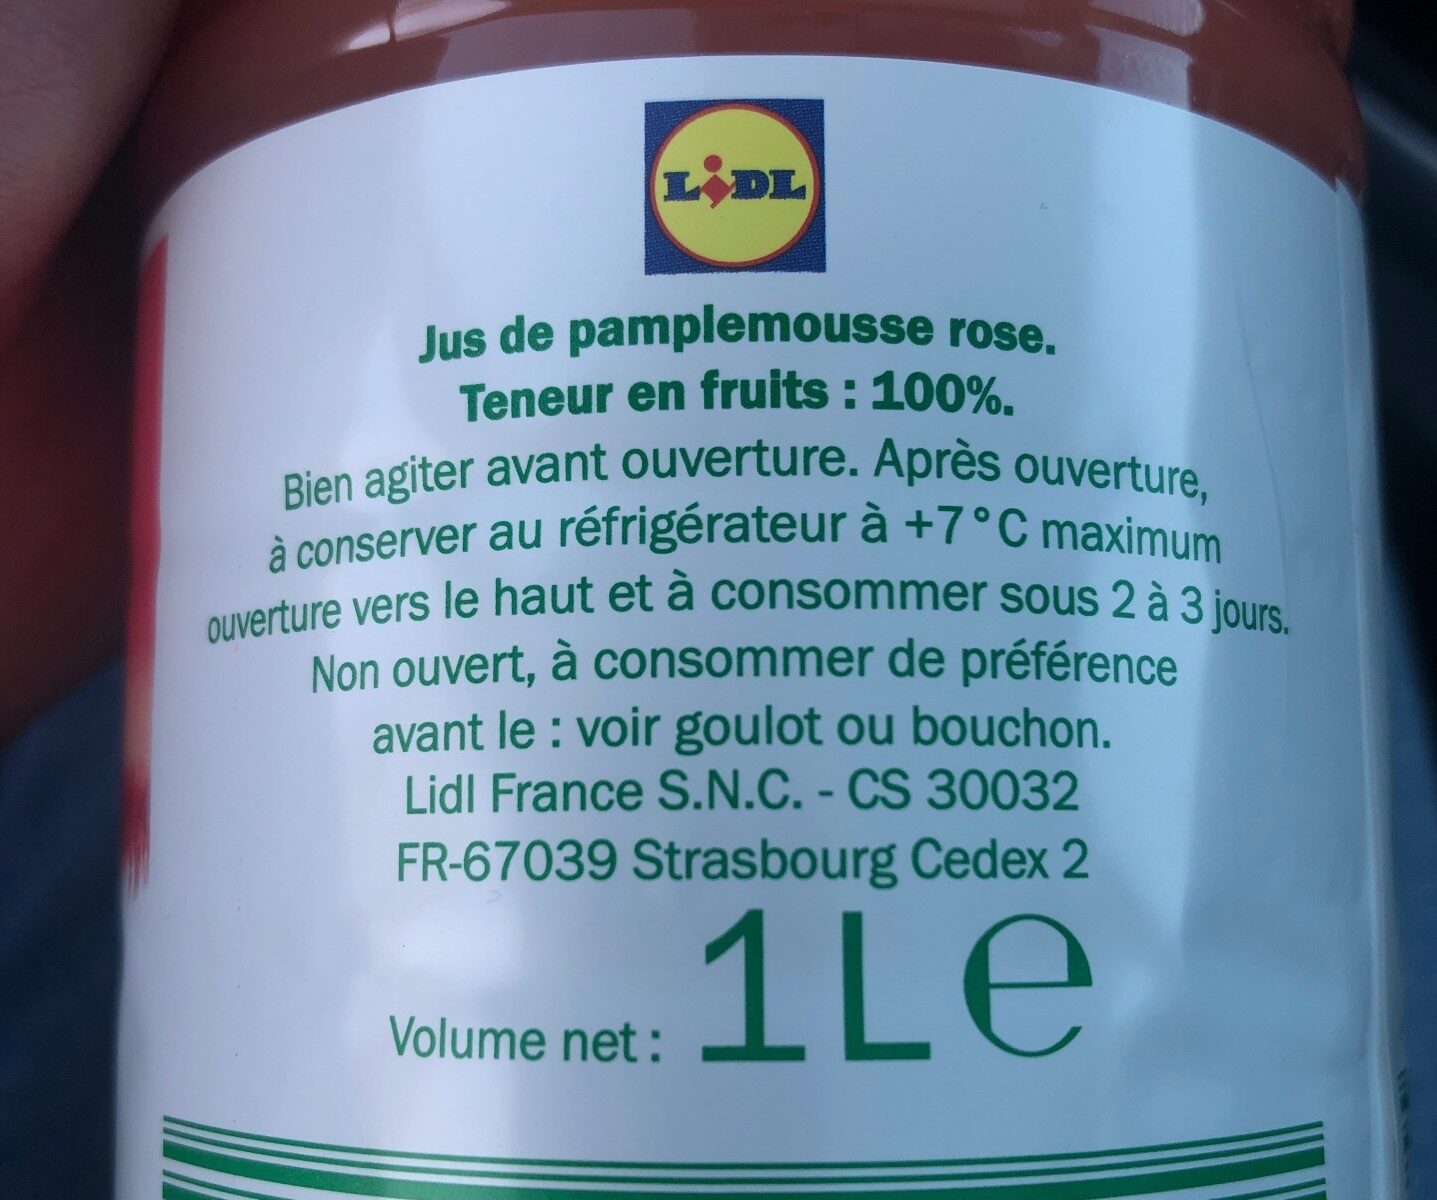 LiDL
Jus de pamplemousse rose.
Teneur en fruits : 100%.
Bien agiter avant ouverture. Après ouverture,
à conserver au réfrigérateur à +7°C maximum
ouverture vers le haut et à consommer sous 2 à 3 jours.
Non ouvert, à consommer de préférence
avant le : voir goulot ou bouchon.
Lidl France S.N.C. - CS 30032
FR-67039 Strasbourg Cedex 2
Volume net : 1 L ℮